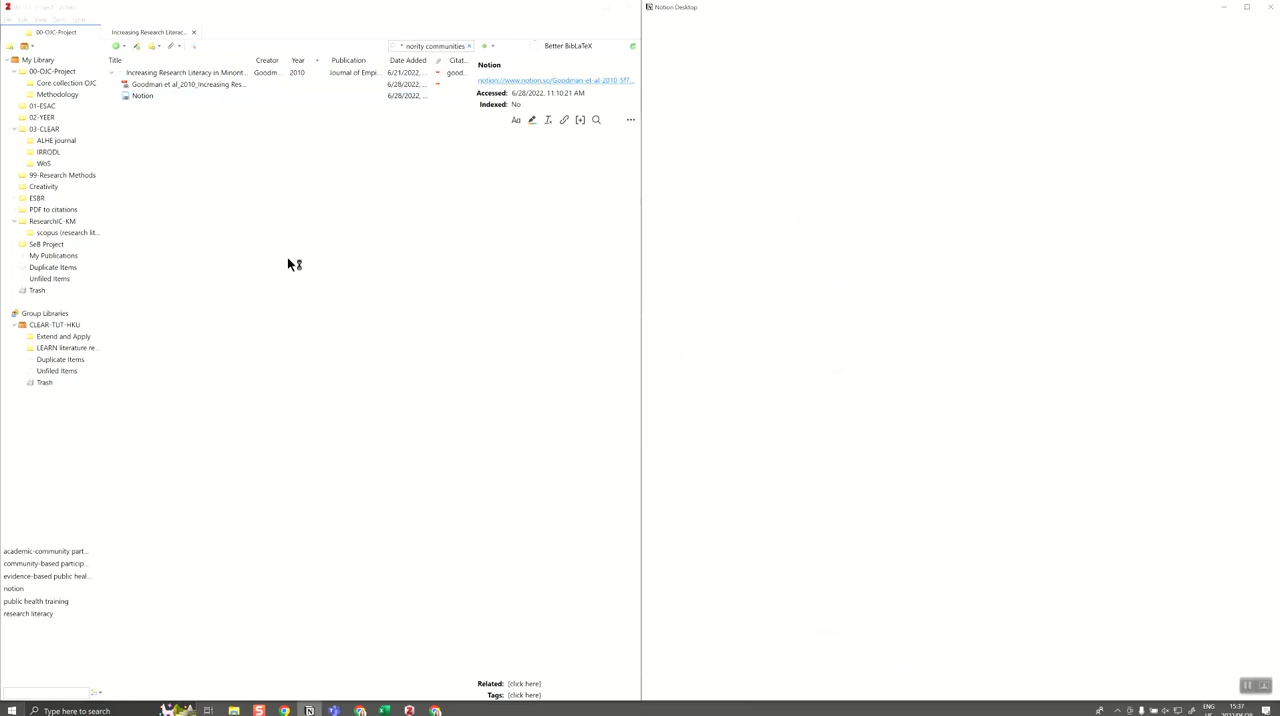 Notion Desktop
00-OJC-Project
Increasing Research Literac...
* nority communities
Better BibLaTeX
My Library
00-OJC-Project
Core collection OJC
Methodology
01-ESAC
02-YEER
03-CLEAR
ALHE journal
IRRODL
WoS
99-Research Methods
Creativity
ESBR
PDF to citations
ResearchIC-KM
scopus (research lit...
SeB Project
My Publications
Duplicate Items
Unfiled Items
Trash
Group Libraries
CLEAR-TUT-HKU
Extend and Apply
LEARN literature re...
Duplicate Items
Unfiled Items
Trash
academic-community part...
community-based particip...
evidence-based public heal...
notion
public health training
research literacy
Title Creator Year Publication Date Added Citat...
Increasing Research Literacy in Minorit... Goodm... 2010 Journal of Empi... 6/21/2022, ... good...
Goodman et al_2010_Increasing Res... 6/28/2022, ...
Notion 6/28/2022, ...
Notion
notion://www.notion.so/Goodman-et-al-2010-5f7...
Accessed: 6/28/2022, 11.10.21 AM
Indexed: No
Aa
Related: [click here]
Tags: [click here]
Type here to search
ENG
15:37